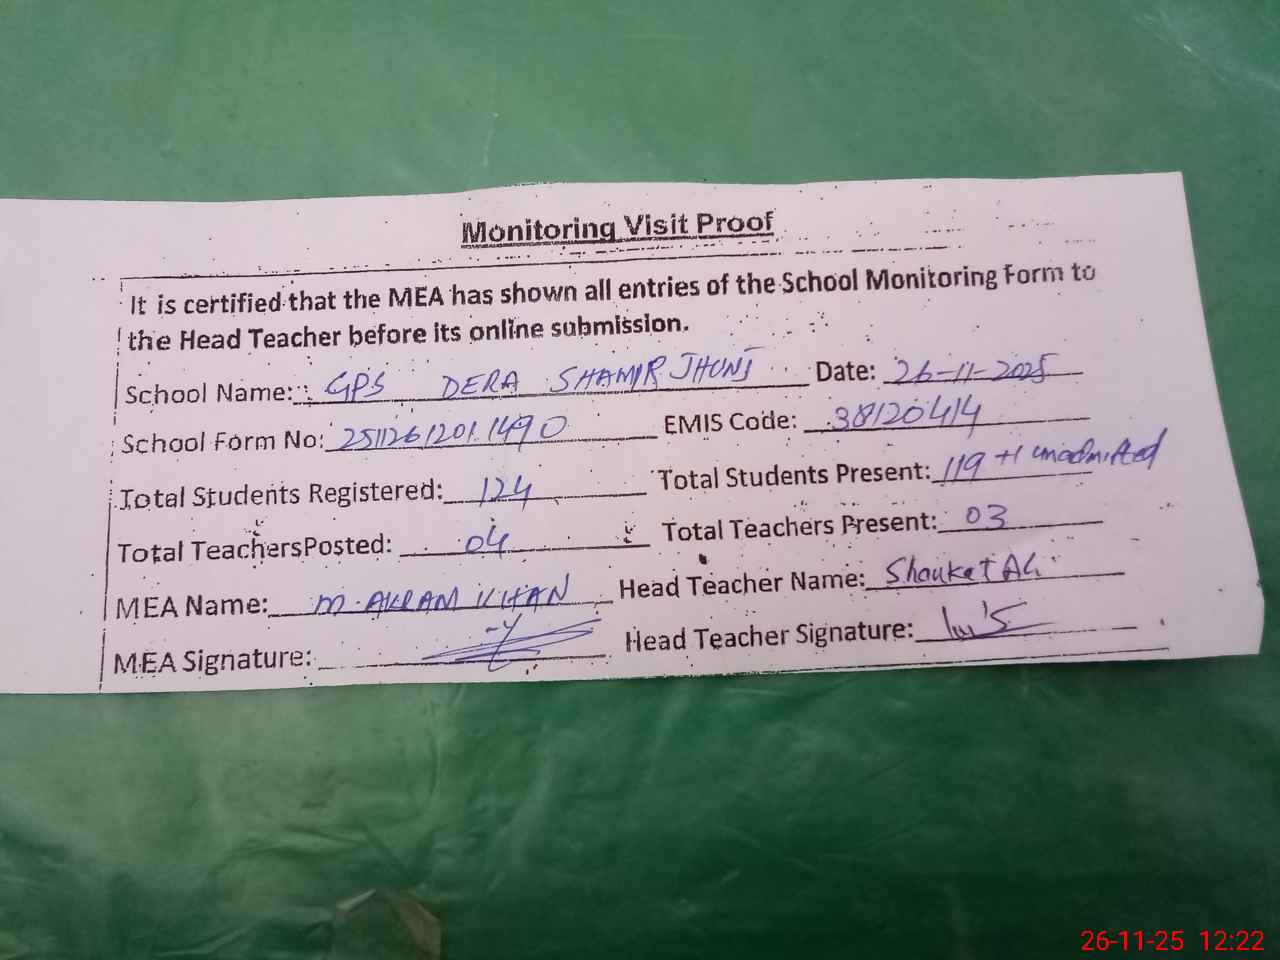 Monitoring Visit Proof
It is certified that the MEA has shown all entries of the School Monitoring Form to
the Head Teacher before its online submission.
School Name: GPS DERA SHAMIR JHUNJ Date: 26-11-2025
School Form No: 25112612011490 EMIS Code: 38120414
Total Students Registered: 124 Total Students Present: 119 +1 unadmitted
Total TeachersPosted: 04 Total Teachers Present: 03
MEA Name: M. AKRAM KHAN Head Teacher Name: Shauket Ali
MEA Signature: Head Teacher Signature:
26-11-25 12:22